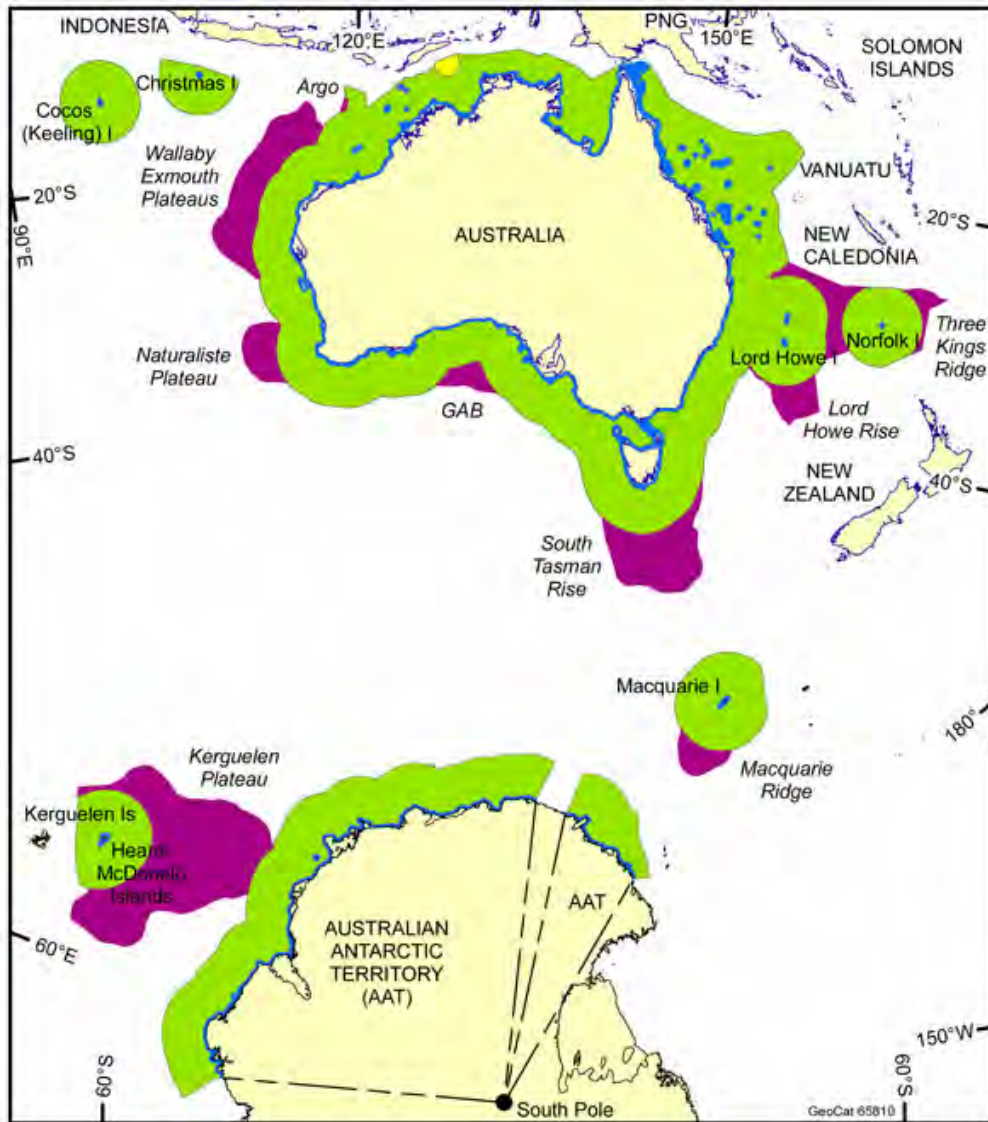 INDONESIA
PNG
120°E
150°E
SOLOMON
ISLANDS
Christmas I
Argo
Cocos
(Keeling) I
Wallaby
Exmouth
Plateaus
VANUATU
20°S
20°S
90°E
AUSTRALIA
NEW
CALEDONIA
Naturaliste
Plateau
GAB
Lord Howe I
Norfolk I
Three
Kings
Ridge
Lord
Howe Rise
40°S
NEW
ZEALAND
40°S
South
Tasman
Rise
Macquarie I
180°
Macquarie
Ridge
Kerguelen
Plateau
Kerguelen Is
Heard
McDonald
Islands
AAT
AUSTRALIAN
ANTARCTIC
TERRITORY
(AAT)
60°E
150°W
60°S
60°S
South Pole
GeoCat 65810